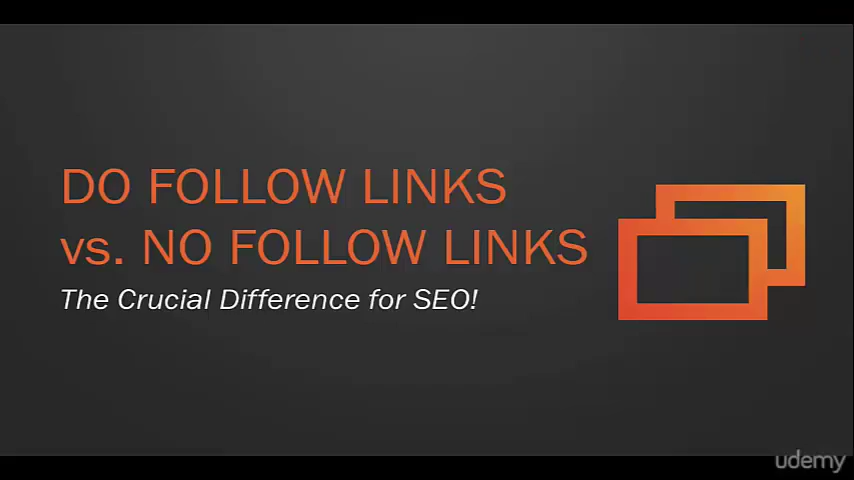 DO FOLLOW LINKS
vs. NO FOLLOW LINKS
The Crucial Difference for SEO!
udemy